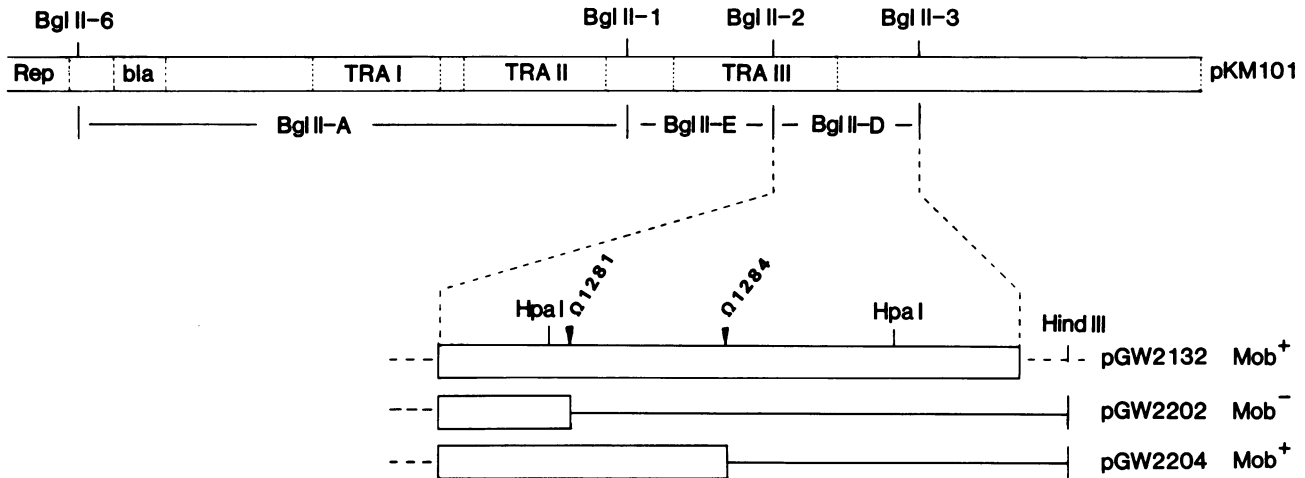 Bgl II-6 Bgl II-1 Bgl II-2 Bgl II-3
Rep bla TRA I TRA II TRA III pKM101
Bgl II-A Bgl II-E Bgl II-D
Hpa I Ω1281 Ω1284 Hpa I Hind III
pGW2132 Mob+
pGW2202 Mob-
pGW2204 Mob+